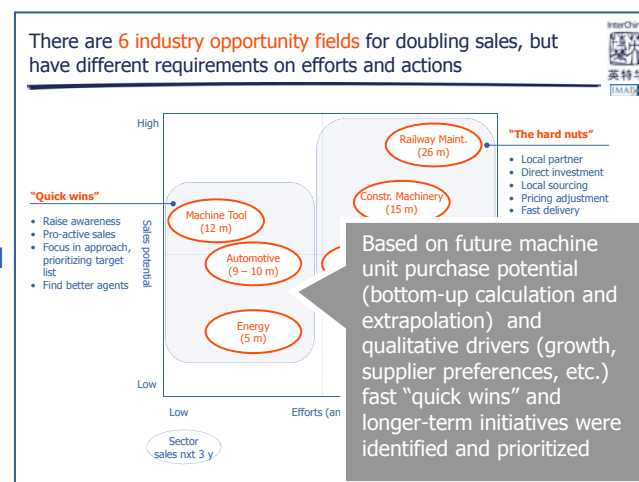 There are 6 industry opportunity fields for doubling sales, but
have different requirements on efforts and actions
InterChina
英特华
IMAP
High
Railway Maint.
(26 m)
"The hard nuts"
• Local partner
• Direct investment
• Local sourcing
• Pricing adjustment
• Fast delivery
"Quick wins"
• Raise awareness
• Pro-active sales
• Focus in approach,
prioritizing target
list
• Find better agents
Sales potential
Constr. Machinery
(15 m)
Machine Tool
(12 m)
Automotive
(9 – 10 m)
Energy
(5 m)
Based on future machine
unit purchase potential
(bottom-up calculation and
extrapolation) and
qualitative drivers (growth,
supplier preferences, etc.)
fast "quick wins" and
longer-term initiatives were
identified and prioritized
Low
Low
Efforts (an
Sector
sales nxt 3 y